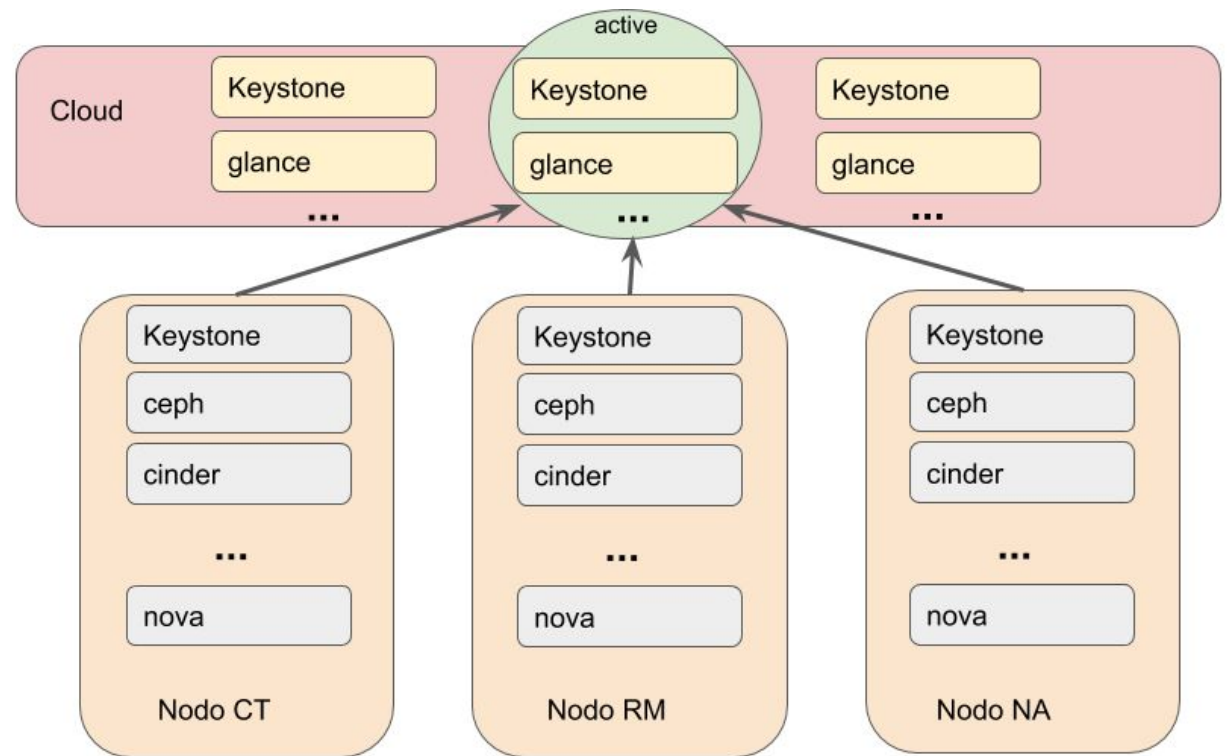 active
Cloud
Keystone
glance
...
Keystone
glance
...
Keystone
glance
...
Keystone
ceph
cinder
...
nova
Nodo CT
Keystone
ceph
cinder
...
nova
Nodo RM
Keystone
ceph
cinder
...
nova
Nodo NA